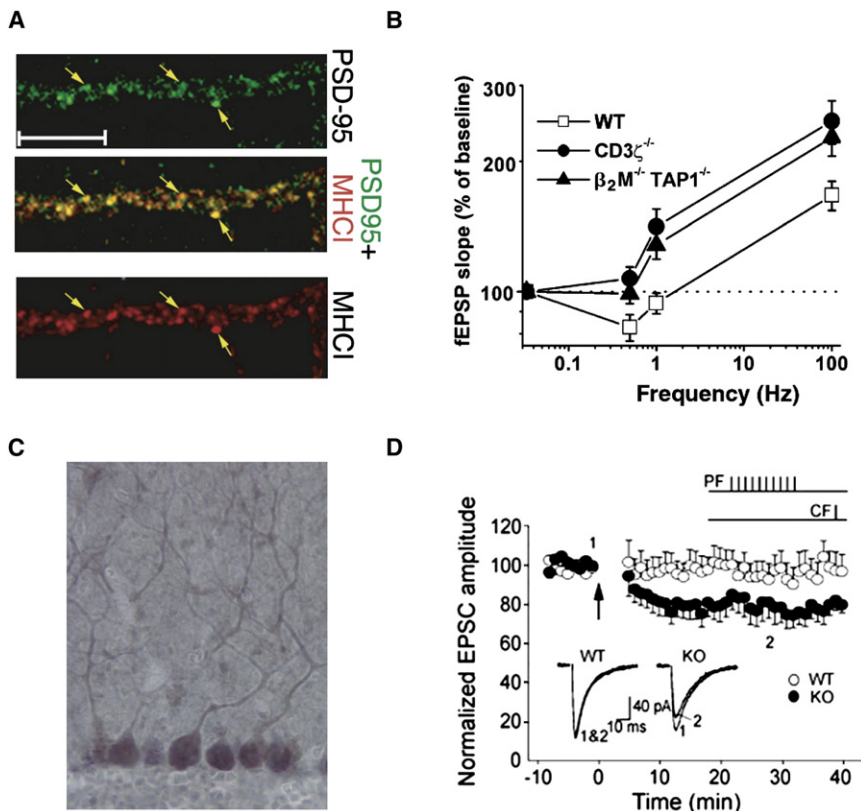 A
PSD-95
PSD95+
MHCI
MHCI
B
fEPSP slope (% of baseline)
300
200
100
WT
CD3ζ⁻/⁻
β₂M⁻/⁻ TAP1⁻/⁻
0.1
1
10
100
Frequency (Hz)
C
D
PF
CF
Normalized EPSC amplitude
120
100
80
60
40
20
0
1
2
WT
KO
1&2
40 pA
10 ms
2
1
WT
KO
-10
0
10
20
30
40
Time (min)